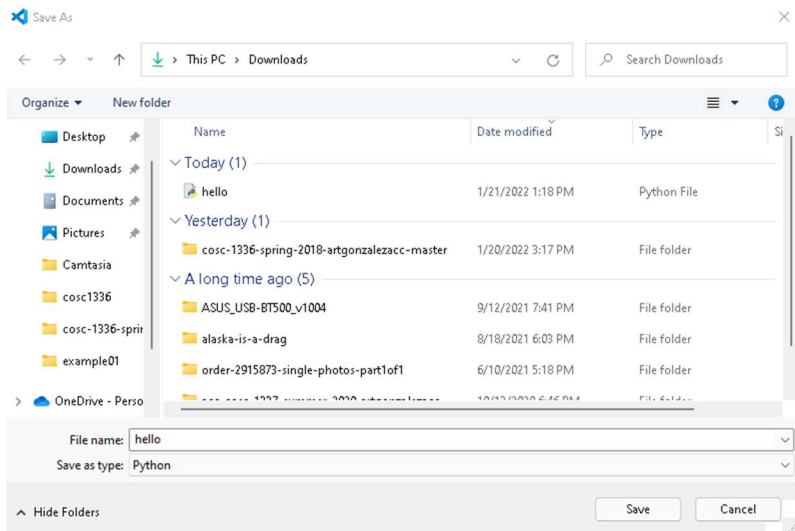 Save As
This PC > Downloads
Search Downloads
Organize
New folder
Name Date modified Type Si
Today (1)
hello 1/21/2022 1:18 PM Python File
Yesterday (1)
cosc-1336-spring-2018-artgonzalezacc-master 1/20/2022 3:17 PM File folder
A long time ago (5)
ASUS_USB-BT500_v1004 9/12/2021 7:41 PM File folder
alaska-is-a-drag 8/18/2021 6:03 PM File folder
order-2915873-single-photos-part1of1 6/10/2021 5:18 PM File folder
Desktop
Downloads
Documents
Pictures
Camtasia
cosc1336
cosc-1336-sprin
example01
OneDrive - Perso
File name: hello
Save as type: Python
Hide Folders
Save
Cancel